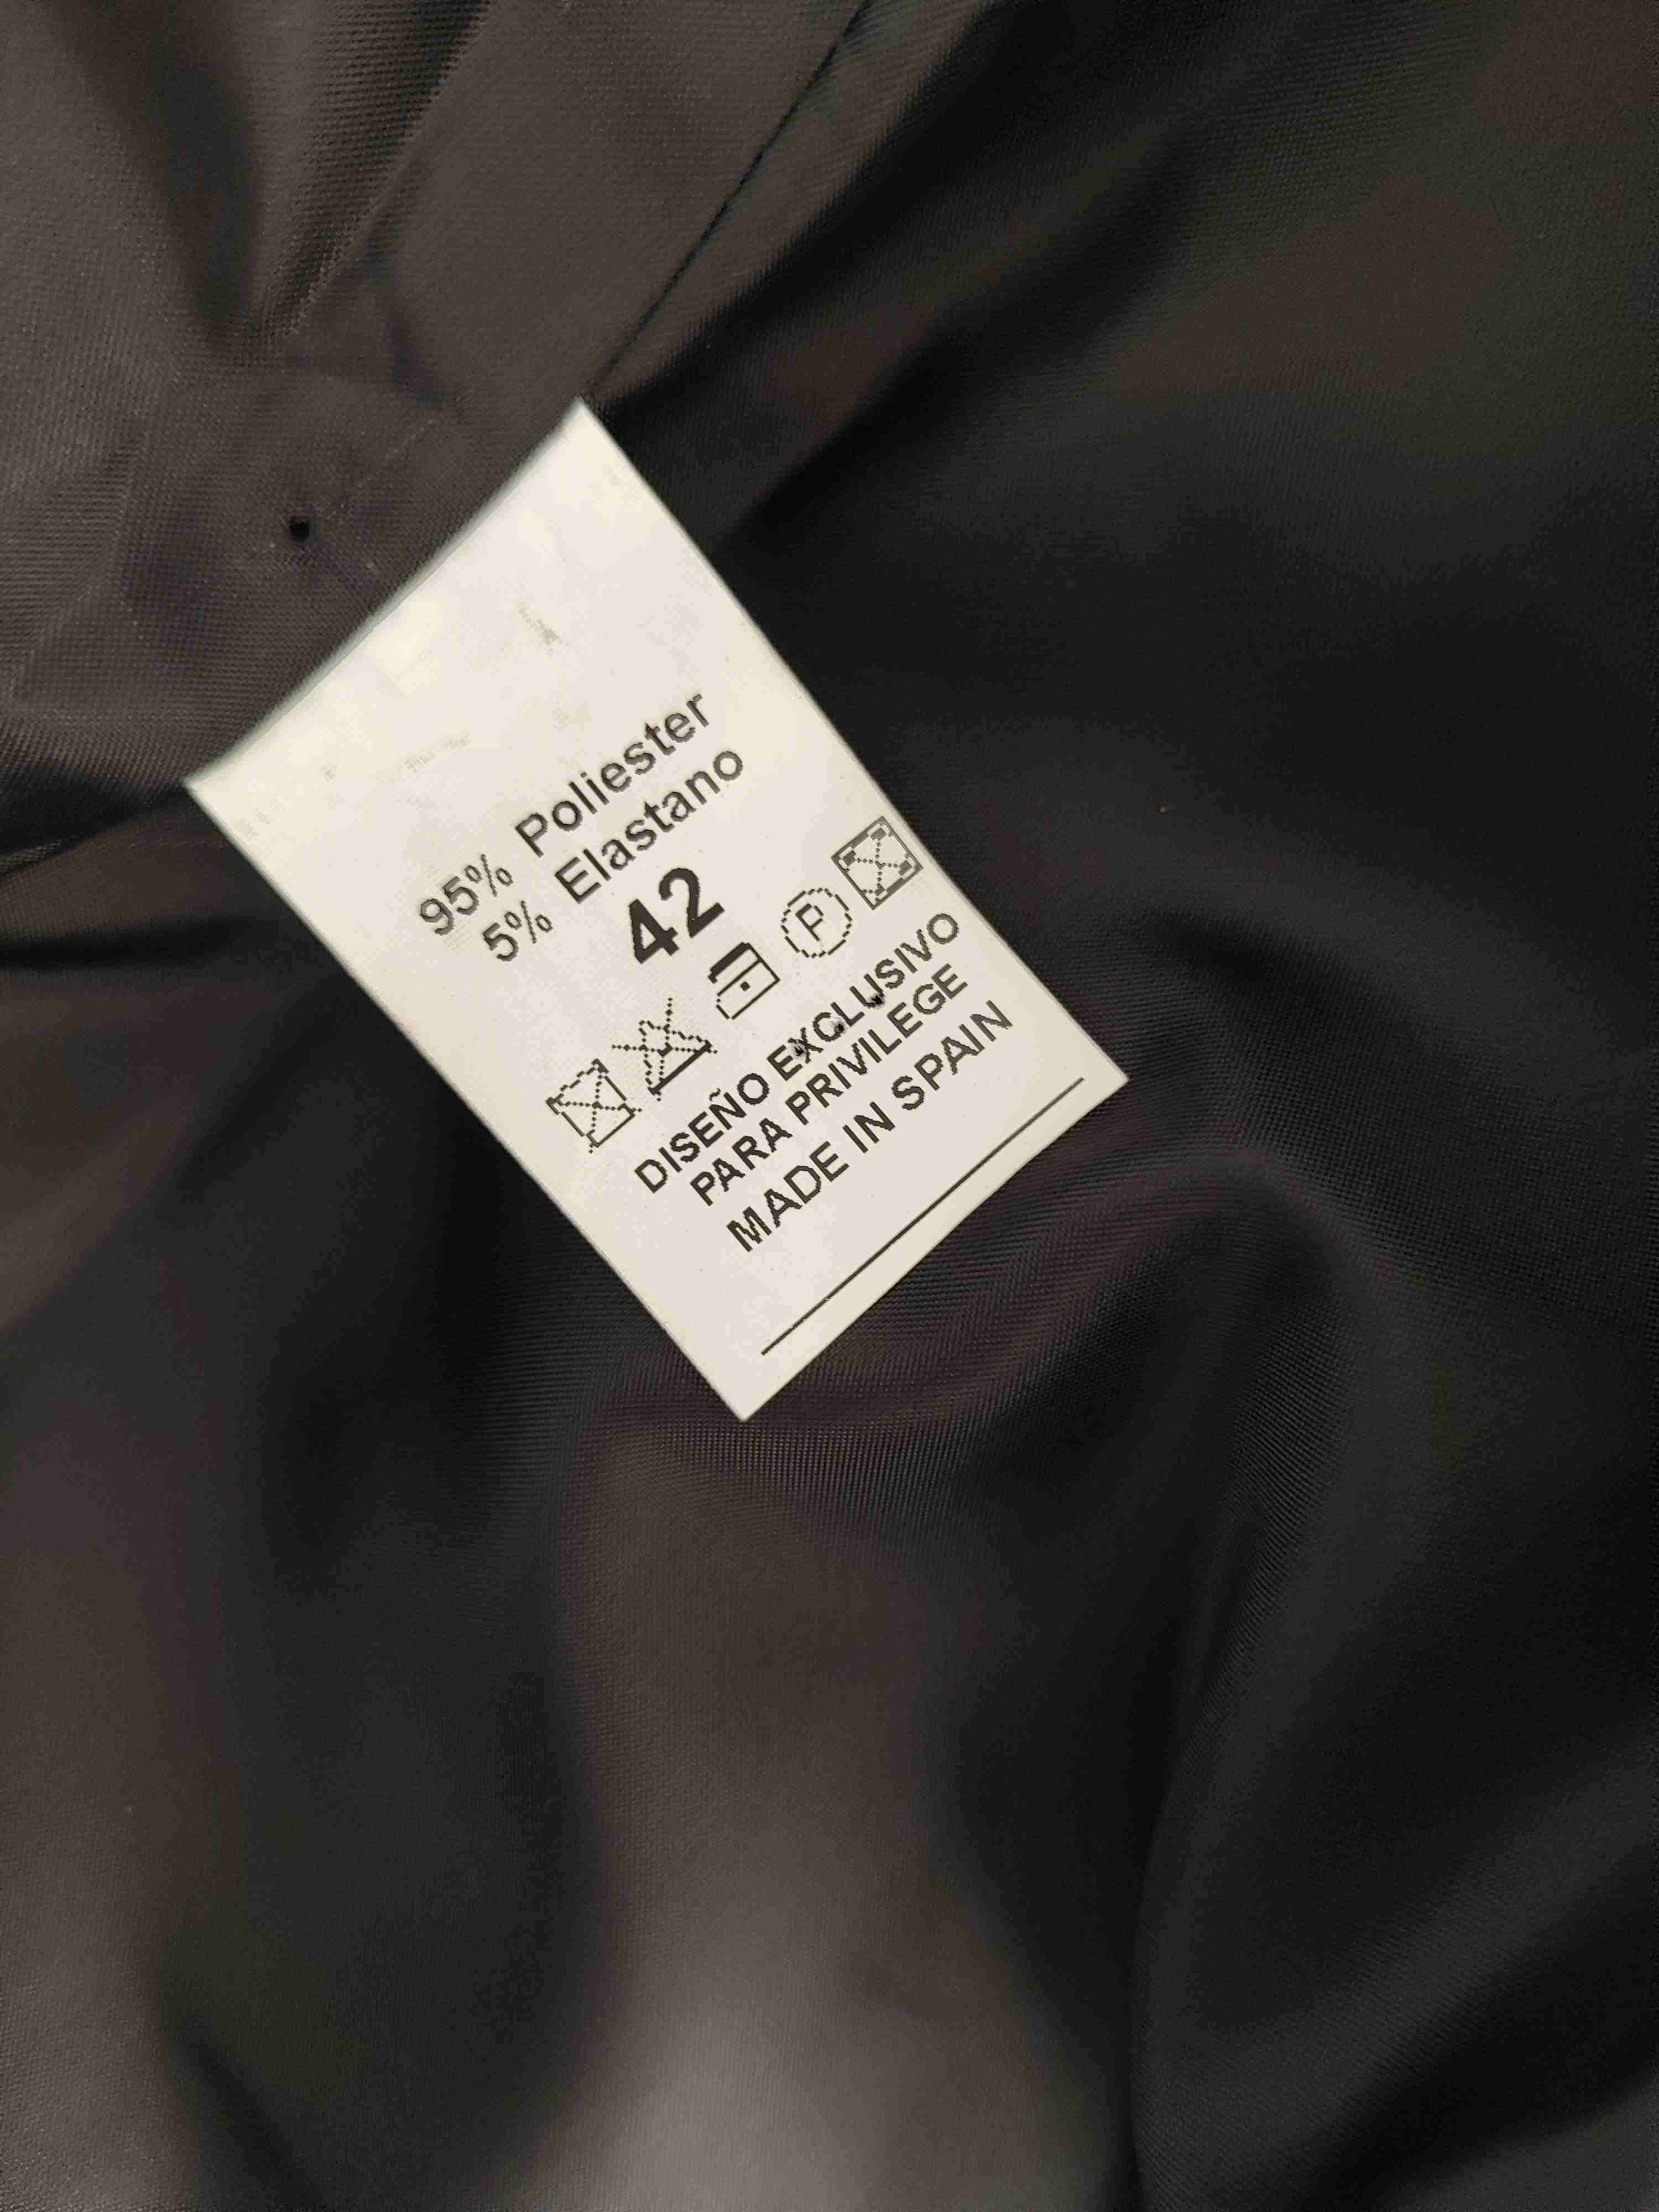 95% Poliester
5% Elastano
42
P
DISEÑO EXCLUSIVO
PARA PRIVILEGE
MADE IN SPAIN